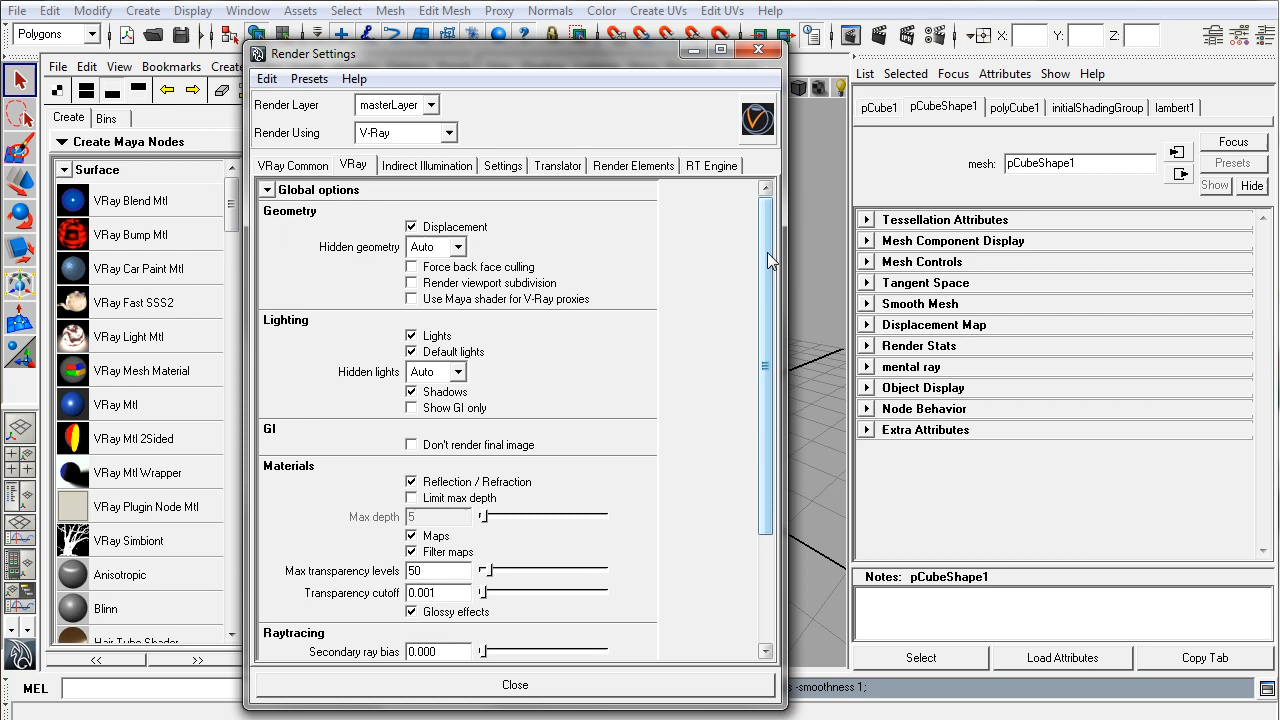 File Edit Modify Create Display Window Assets Select Mesh Edit Mesh Proxy Normals Color Create UVs Edit UVs Help
Polygons
X: Y: Z:
File Edit View Bookmarks Create
Create Bins
Create Maya Nodes
Surface
VRay Blend Mtl
VRay Bump Mtl
VRay Car Paint Mtl
VRay Fast SSS2
VRay Light Mtl
VRay Mesh Material
VRay Mtl
VRay Mtl 2Sided
VRay Mtl Wrapper
VRay Plugin Node Mtl
VRay Simbiont
Anisotropic
Blinn
Hair Tube Shader
<< >>
MEL
Render Settings
Edit Presets Help
Render Layer masterLayer
Render Using V-Ray
VRay Common VRay Indirect Illumination Settings Translator Render Elements RT Engine
Global options
Geometry
Displacement
Hidden geometry Auto
Force back face culling
Render viewport subdivision
Use Maya shader for V-Ray proxies
Lighting
Lights
Default lights
Hidden lights Auto
Shadows
Show GI only
GI
Don't render final image
Materials
Reflection / Refraction
Limit max depth
Max depth 5
Maps
Filter maps
Max transparency levels 50
Transparency cutoff 0.001
Glossy effects
Raytracing
Secondary ray bias 0.000
Close
List Selected Focus Attributes Show Help
pCube1 pCubeShape1 polyCube1 initialShadingGroup lambert1
mesh: pCubeShape1
Focus
Presets
Show Hide
Tessellation Attributes
Mesh Component Display
Mesh Controls
Tangent Space
Smooth Mesh
Displacement Map
Render Stats
mental ray
Object Display
Node Behavior
Extra Attributes
Notes: pCubeShape1
Select Load Attributes Copy Tab
-smoothness 1;